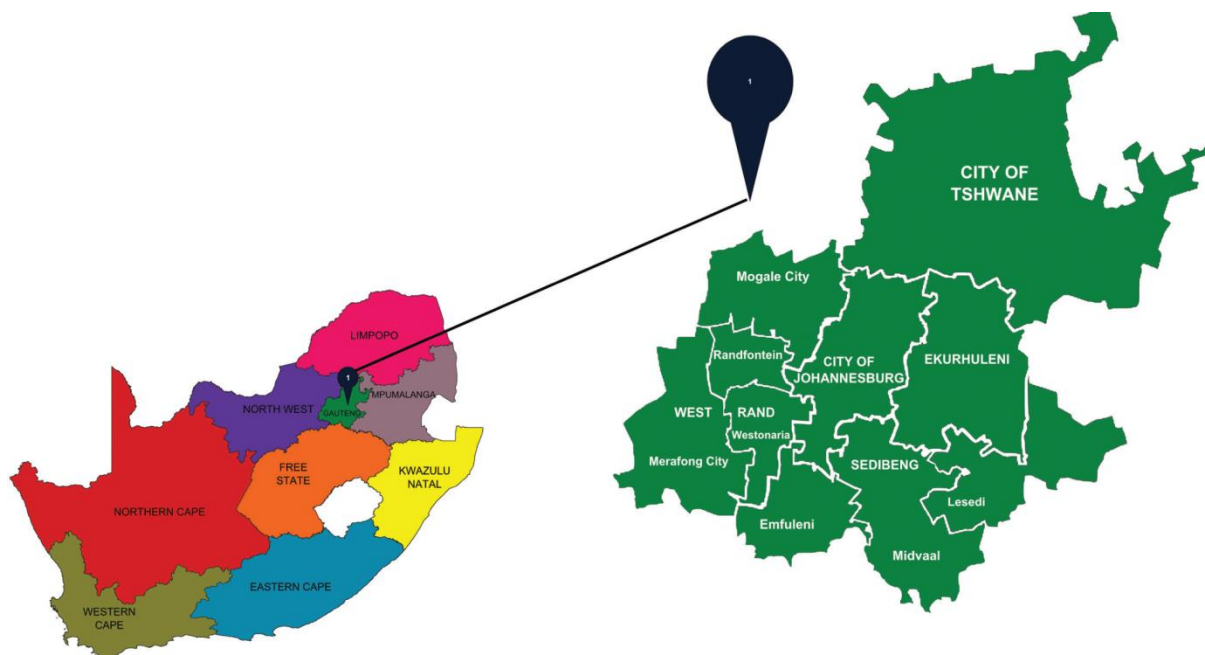 1
CITY OF
TSHWANE
Mogale City
Randfontein
CITY OF
JOHANNESBURG
EKURHULENI
WEST RAND
Westonaria
Merafong City
SEDIBENG
Lesedi
Emfuleni
Midvaal
LIMPOPO
1
MPUMALANGA
NORTH WEST
GAUTENG
FREE
STATE
KWAZULU
NATAL
NORTHERN CAPE
EASTERN CAPE
WESTERN
CAPE